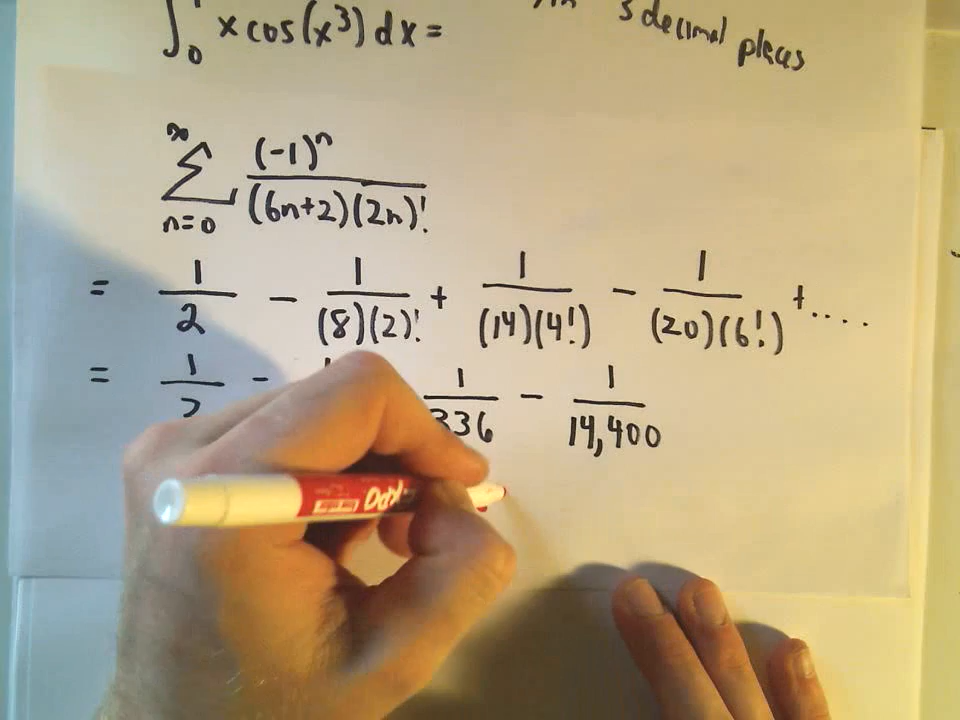 ∫₀¹ x cos(x³) dx = 3 decimal places
∞
Σ (-1)ⁿ / (6n+2)(2n)!
n=0
= 1/2 - 1/(8)(2)! + 1/(14)(4!) - 1/(20)(6!) + ....
= 1/2 - 1/336 - 1/14,400
EXPO